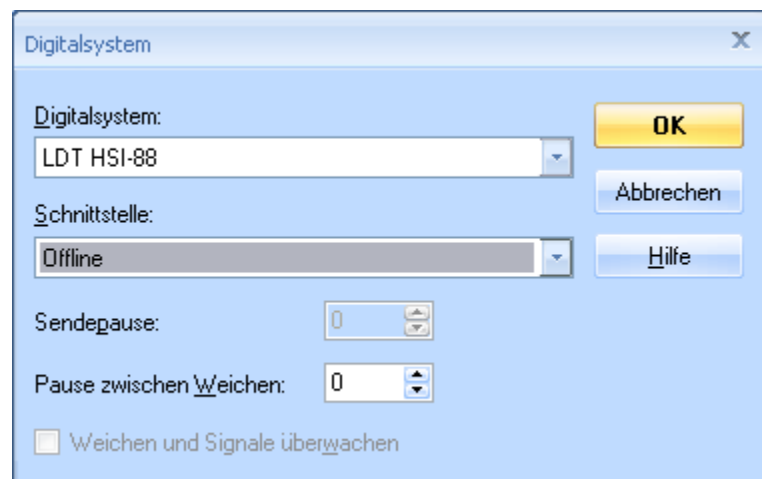 Digitalsystem
Digitalsystem:
OK
LDT HSI-88
Abbrechen
Schnittstelle:
Offline
Hilfe
Sendepause:
0
Pause zwischen Weichen:
0
Weichen und Signale überwachen